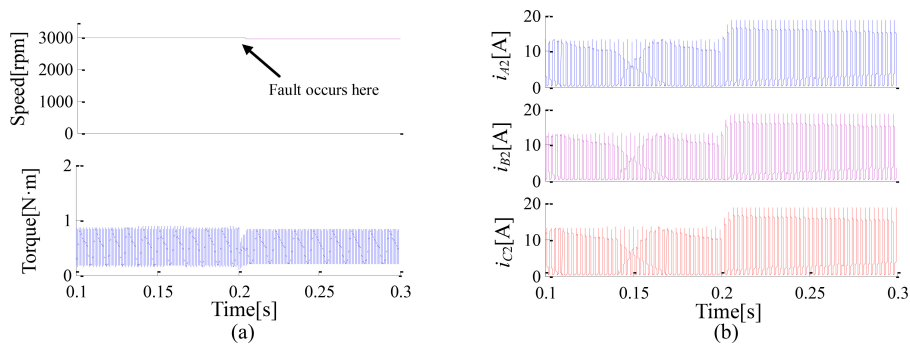 Speed[rpm]
3000
2000
1000
0
Fault occurs here
Torque[N·m]
2
1
0
0.1 0.15 0.2 0.25 0.3
Time[s]
(a)
iA2[A]
20
10
0
iB2[A]
20
10
0
iC2[A]
20
10
0
0.1 0.15 0.2 0.25 0.3
Time[s]
(b)